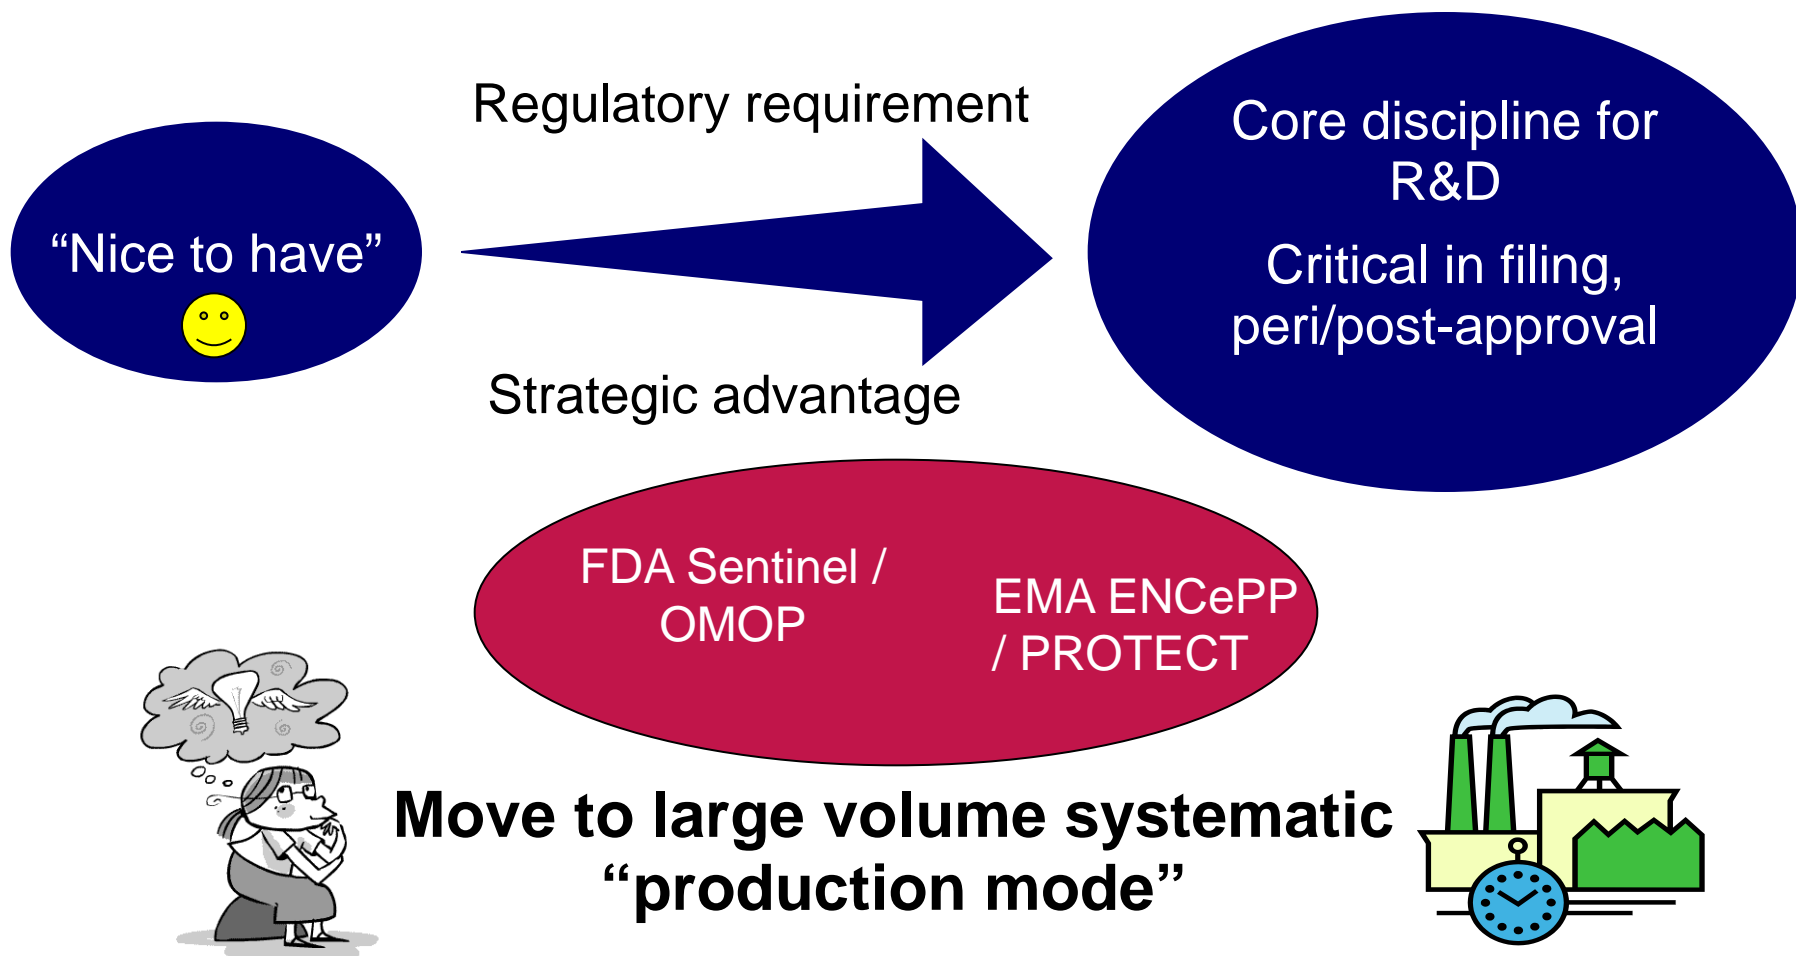 Regulatory requirement
“Nice to have”
Strategic advantage
Core discipline for
R&D
Critical in filing,
peri/post-approval
FDA Sentinel /
OMOP
EMA ENCePP
/ PROTECT
Move to large volume systematic
“production mode”